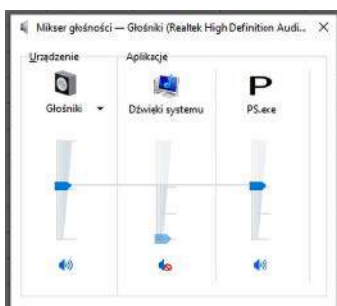 Mikser głośności — Głośniki (Realtek High Definition Audi...
Urządzenie
Aplikacje
P
Głośniki
Dźwięki systemu
PS.exe